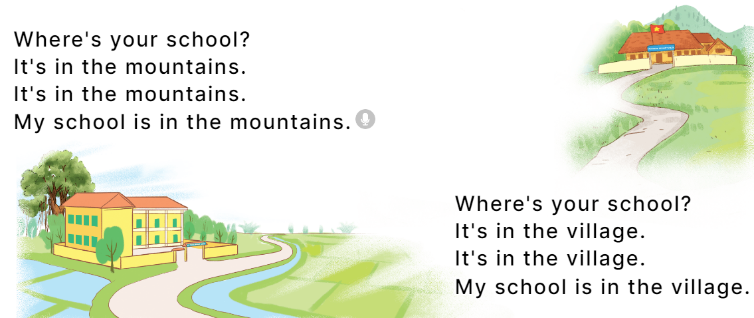 Where's your school?
It's in the mountains.
It's in the mountains.
My school is in the mountains.
Where's your school?
It's in the village.
It's in the village.
My school is in the village.